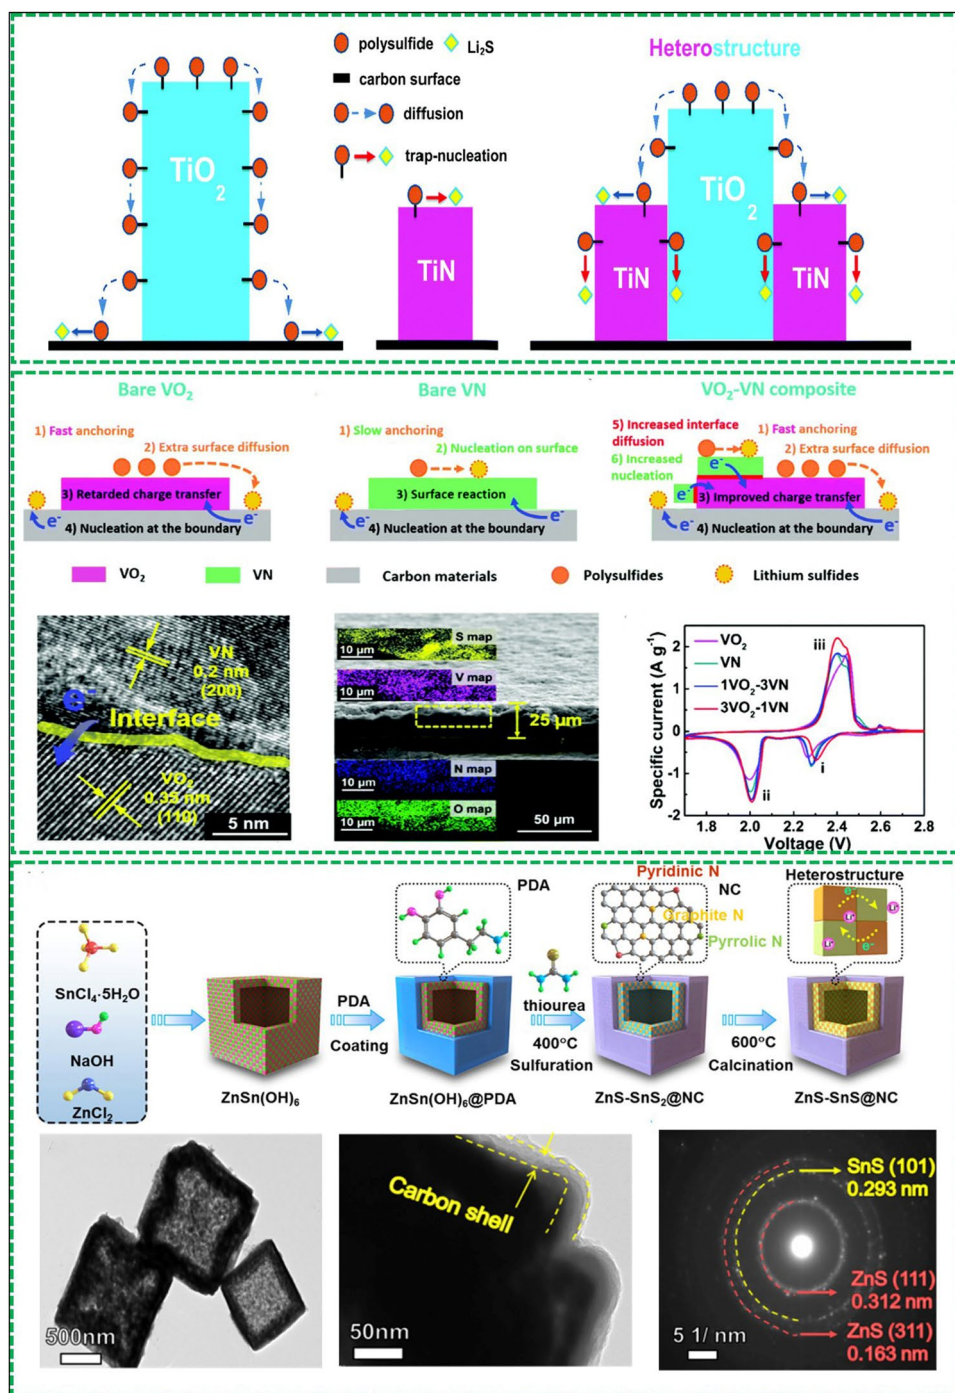 polysulfide
Li₂S
carbon surface
diffusion
trap-nucleation
Heterostructure
TiO₂
TiN
TiO₂
TiN
TiN
Bare VO₂
Bare VN
VO₂-VN composite
1) Fast anchoring
2) Extra surface diffusion
3) Retarded charge transfer
e⁻
e⁻
4) Nucleation at the boundary
1) Slow anchoring
2) Nucleation on surface
3) Surface reaction
4) Nucleation at the boundary
5) Increased interface
diffusion
1) Fast anchoring
6) Increased
nucleation
2) Extra surface diffusion
e⁻
e⁻
3) Improved charge transfer
e⁻
e⁻
4) Nucleation at the boundary
VO₂
VN
Carbon materials
Polysulfides
Lithium sulfides
VN
0.2 nm
(200)
e⁻
Interface
VO₂
0.35 nm
(110)
5 nm
S map
10 μm
V map
10 μm
25 μm
N map
10 μm
O map
10 μm
50 μm
Specific current (A g⁻¹)
2
1
0
-1
-2
VO₂
VN
1VO₂-3VN
3VO₂-1VN
iii
i
ii
2.0
2.2
2.4
2.6
2.8
Voltage (V)
SnCl₄·5H₂O
NaOH
ZnCl₂
ZnSn(OH)₆
PDA
Coating
PDA
ZnSn(OH)₆@PDA
thiourea
400°C
Sulfuration
Pyridinic N
NC
Graphite N
Pyrrolic N
ZnS-SnS₂@NC
600°C
Calcination
Heterostructure
e⁻
Li⁺
Li⁺
e⁻
ZnS-SnS@NC
500nm
Carbon shell
50nm
SnS (101)
0.293 nm
ZnS (111)
0.312 nm
ZnS (311)
0.163 nm
5 1/ nm